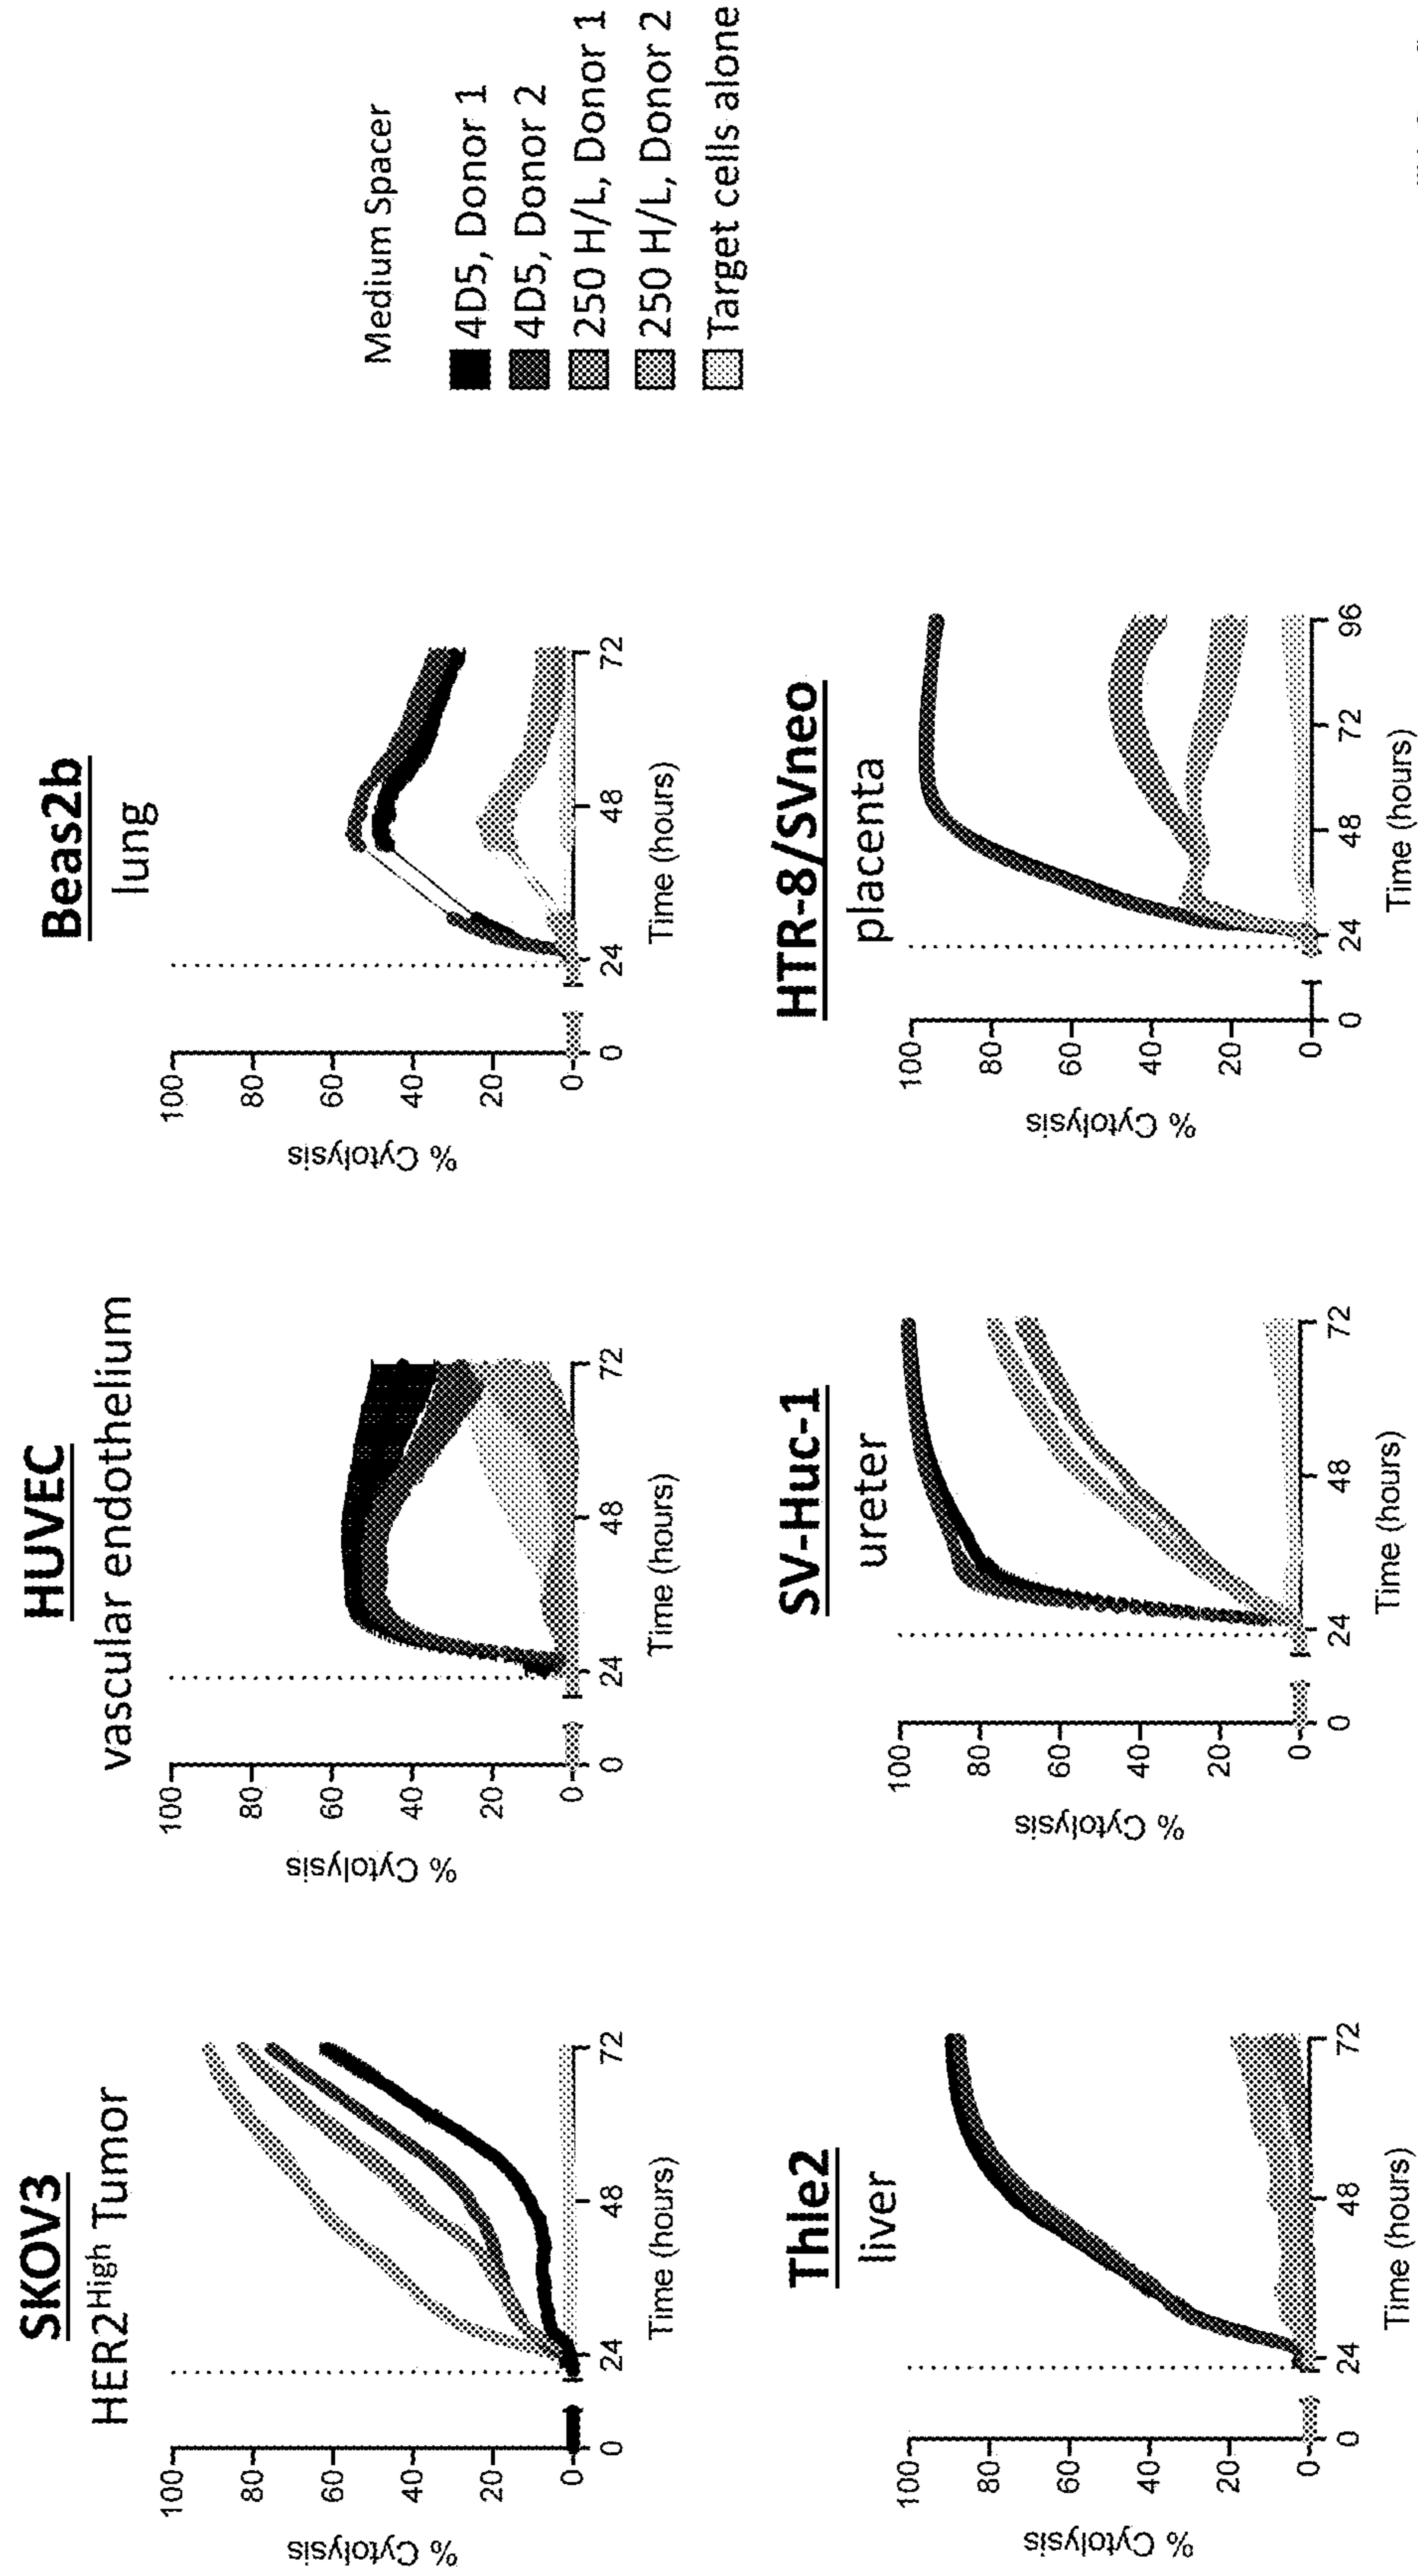 SKOV3
HER2High Tumor
100
80
60
40
20
0
% Cytolysis
0
24
48
72
Time (hours)
HUVEC
vascular endothelium
100
80
60
40
20
0
% Cytolysis
0
24
48
72
Time (hours)
Beas2b
lung
100
80
60
40
20
0
% Cytolysis
0
24
48
72
Time (hours)
Medium Spacer
4D5, Donor 1
4D5, Donor 2
250 H/L, Donor 1
250 H/L, Donor 2
Target cells alone
Thle2
liver
100
80
60
40
20
0
% Cytolysis
0
24
48
72
Time (hours)
SV-Huc-1
ureter
100
80
60
40
20
0
% Cytolysis
0
24
48
72
Time (hours)
HTR-8/SVneo
placenta
100
80
60
40
20
0
% Cytolysis
0
24
48
72
96
Time (hours)